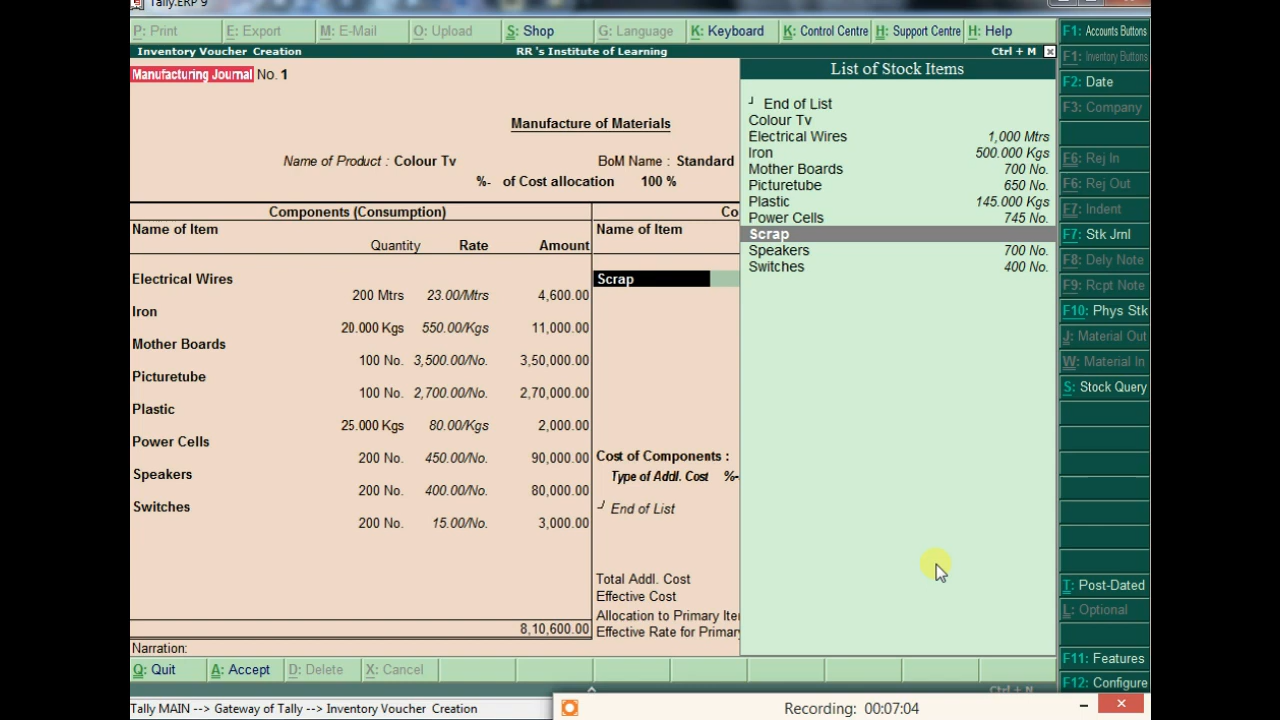 Tally.ERP 9
P: Print E: Export M: E-Mail O: Upload S: Shop G: Language K: Keyboard K: Control Centre H: Support Centre H: Help
F1: Accounts Buttons
Inventory Voucher Creation RR 's Institute of Learning Ctrl + M
F1: Inventory Buttons
Manufacturing Journal No. 1
List of Stock Items
F2: Date
F3: Company
Manufacture of Materials
Name of Product : Colour Tv BoM Name : Standard
%- of Cost allocation 100 %
┘ End of List
Colour Tv
Electrical Wires 1,000 Mtrs
Iron 500.000 Kgs
Mother Boards 700 No.
Picturetube 650 No.
Plastic 145.000 Kgs
Power Cells 745 No.
Scrap
Speakers 700 No.
Switches 400 No.
Components (Consumption) Co
Name of Item Name of Item
Quantity Rate Amount
Electrical Wires
200 Mtrs 23.00/Mtrs 4,600.00
Iron
20.000 Kgs 550.00/Kgs 11,000.00
Mother Boards
100 No. 3,500.00/No. 3,50,000.00
Picturetube
100 No. 2,700.00/No. 2,70,000.00
Plastic
25.000 Kgs 80.00/Kgs 2,000.00
Power Cells
200 No. 450.00/No. 90,000.00
Speakers
200 No. 400.00/No. 80,000.00
Switches
200 No. 15.00/No. 3,000.00
8,10,600.00
Scrap
Cost of Components :
Type of Addl. Cost %-
┘ End of List
Total Addl. Cost
Effective Cost
Allocation to Primary Iter
Effective Rate for Primary
Narration:
F6: Rej In
F6: Rej Out
F7: Indent
F7: Stk Jrnl
F8: Dely Note
F9: Rcpt Note
F10: Phys Stk
J: Material Out
W: Material In
S: Stock Query
T: Post-Dated
L: Optional
F11: Features
F12: Configure
Q: Quit A: Accept D: Delete X: Cancel
Ctrl + N
Tally MAIN --> Gateway of Tally --> Inventory Voucher Creation
Recording: 00:07:04